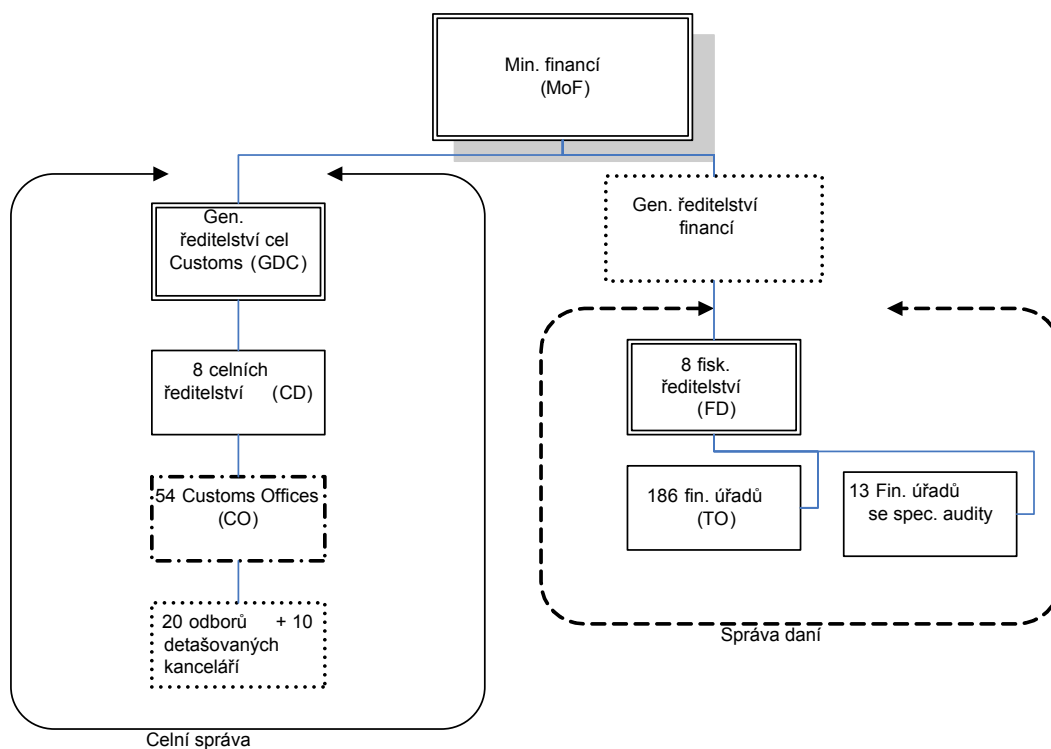 Min. financí
(MoF)
Gen.
ředitelství cel
Customs (GDC)
8 celních
ředitelství (CD)
54 Customs Offices
(CO)
20 odborů + 10
detašovaných
kanceláří
Celní správa
Gen. ředitelství
financí
8 fisk.
ředitelství
(FD)
186 fin. úřadů
(TO)
13 Fin. úřadů
se spec. audity
Správa daní